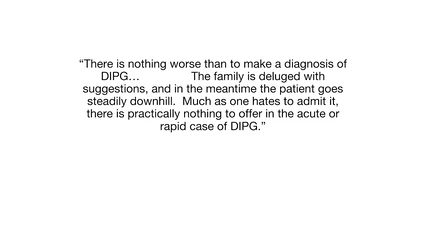 “There is nothing worse than to make a diagnosis of
DIPG… The family is deluged with
suggestions, and in the meantime the patient goes
steadily downhill. Much as one hates to admit it,
there is practically nothing to offer in the acute or
rapid case of DIPG.”